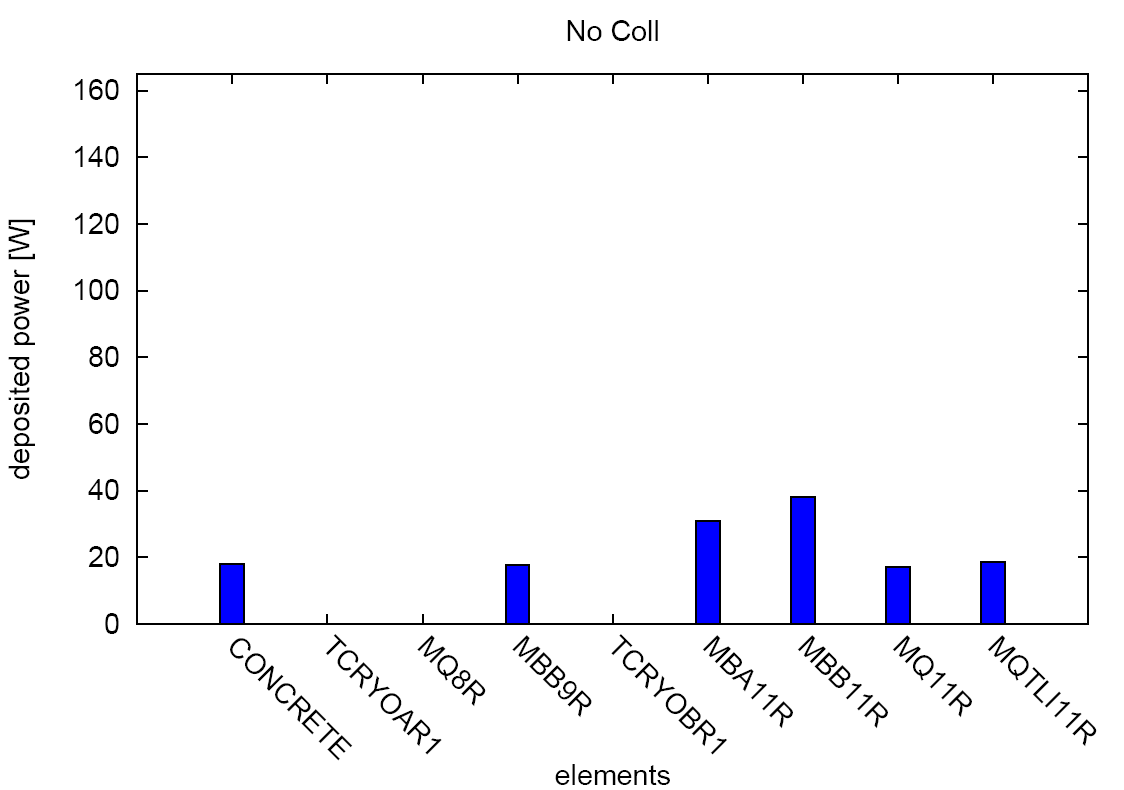 No Coll
deposited power [W]
160
140
120
100
80
60
40
20
0
CONCRETE
TCRYOAR1
MQ8R
MBB9R
TCRYOBR1
MBA11R
MBB11R
MQ11R
MQTLI11R
elements